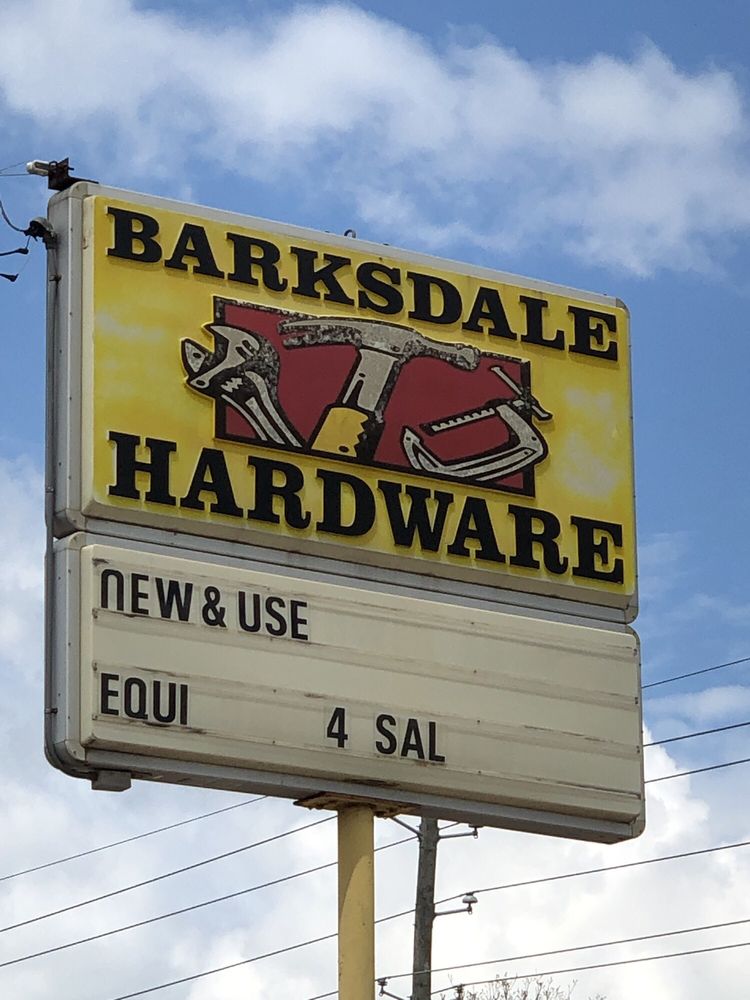 BARKSDALE
HARDWARE
NEW & USE
EQUI 4 SAL